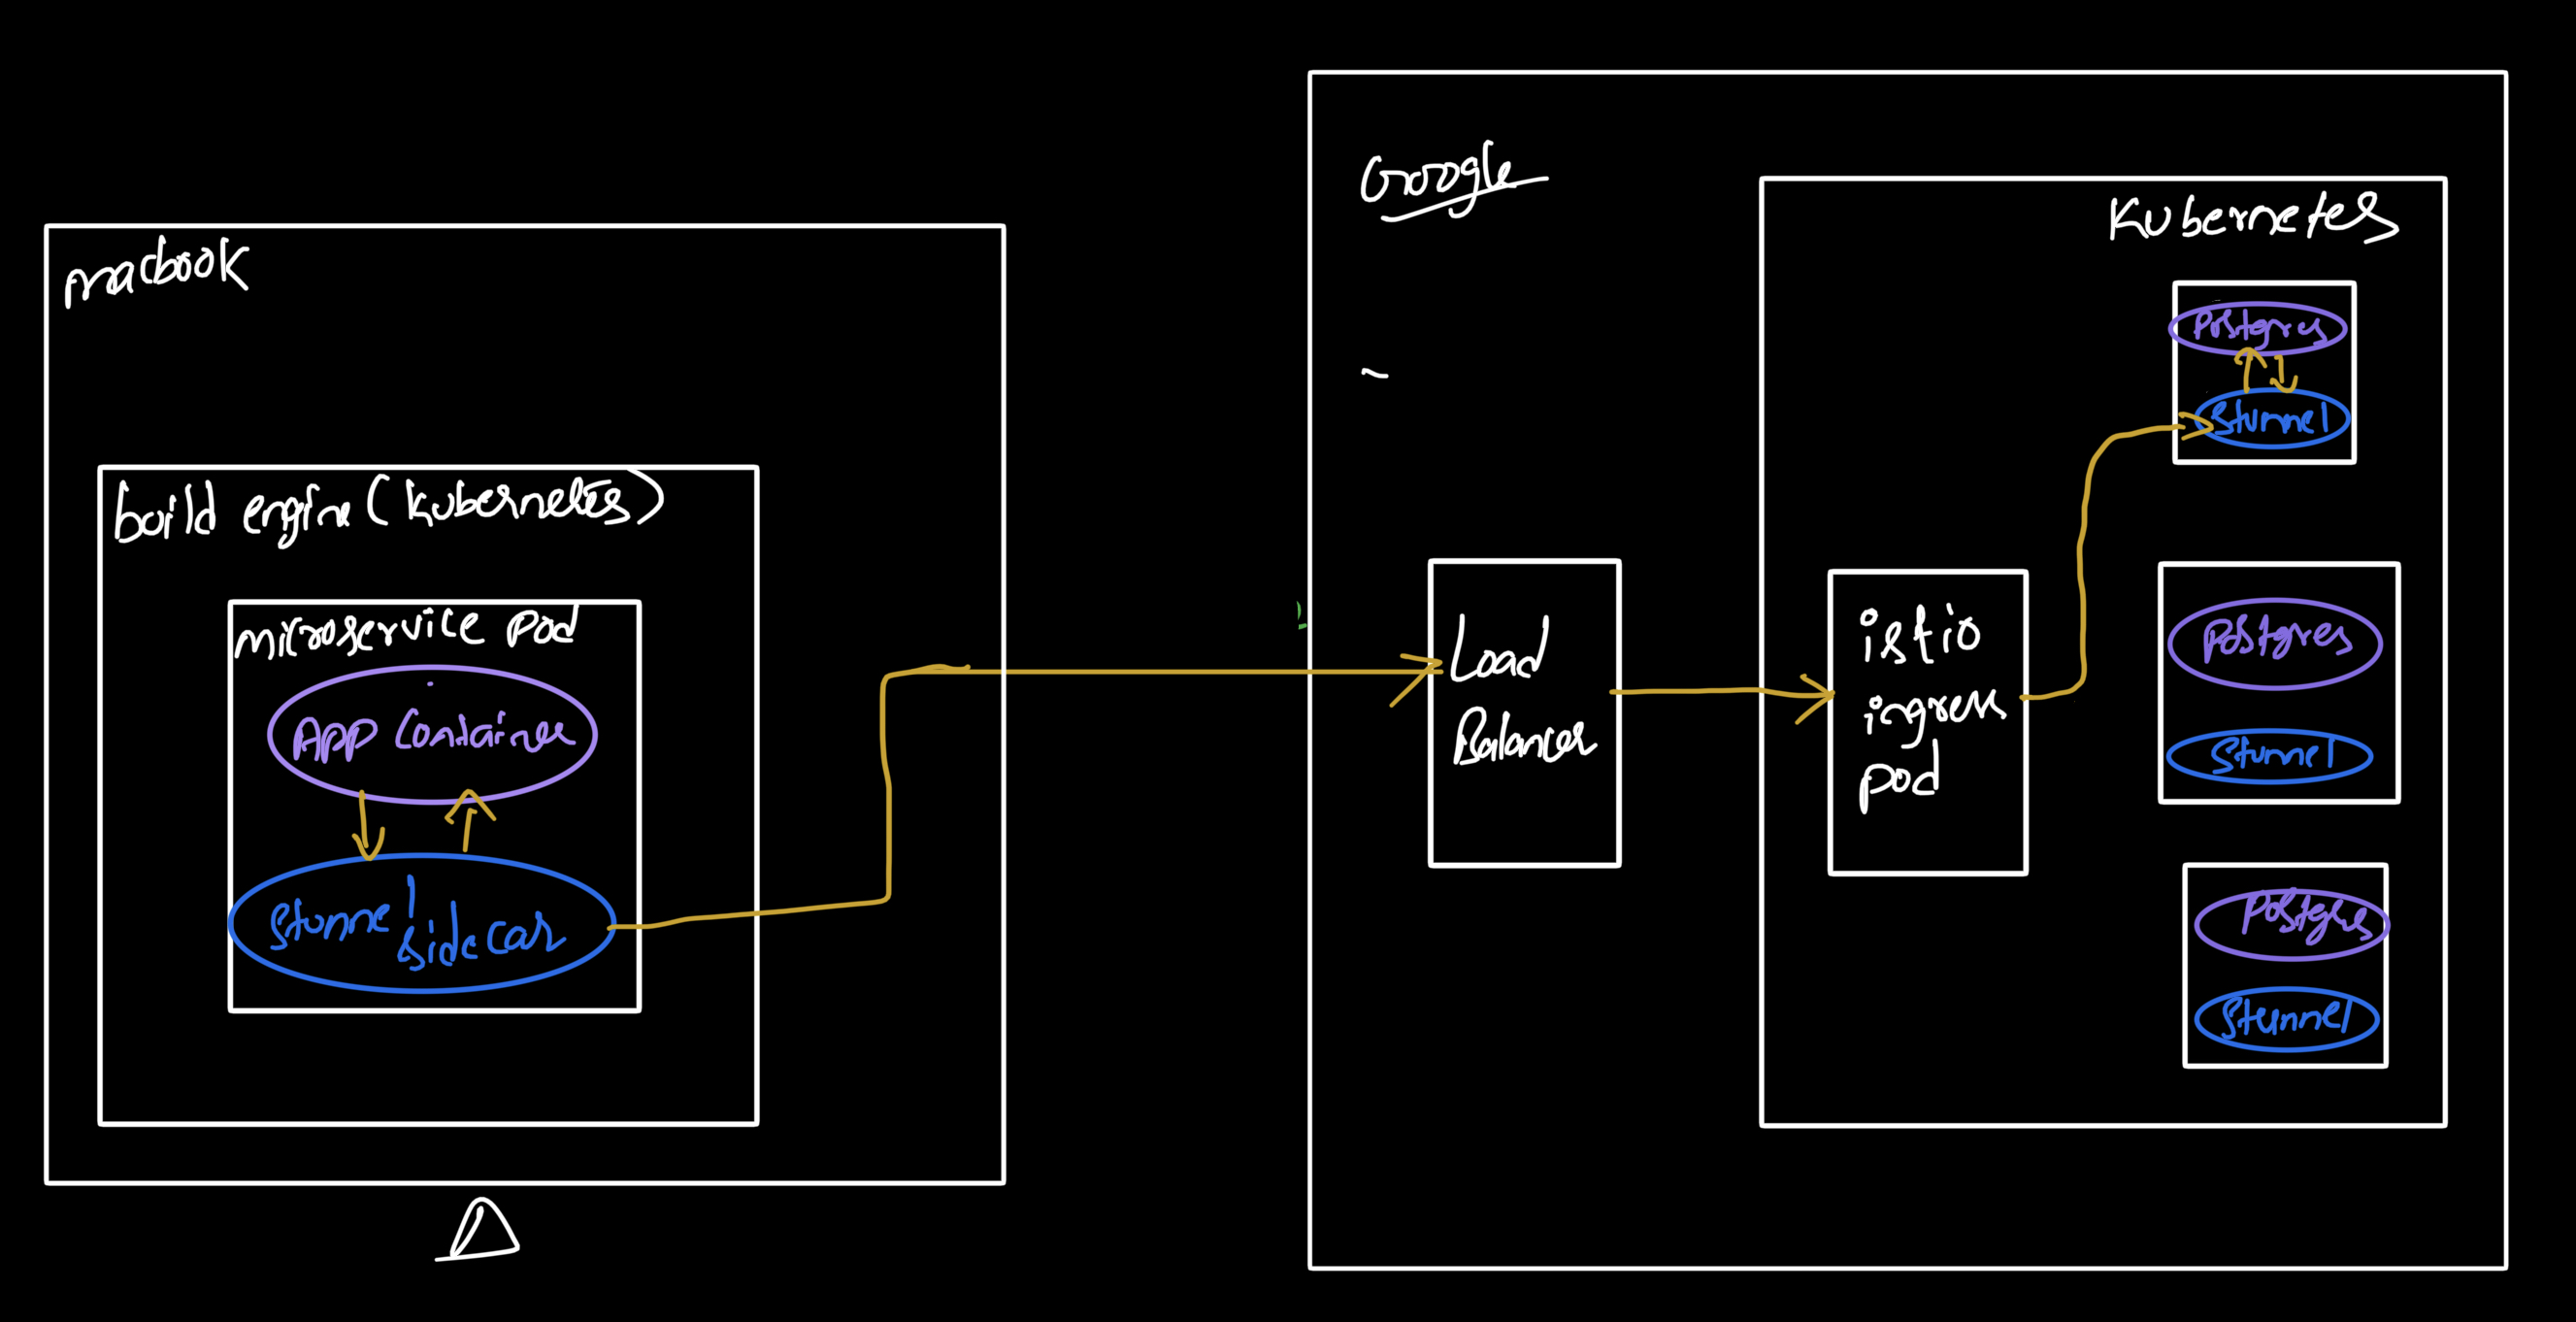 macbook
build engine (kubernetes)
microservice pod
App Container
Stunnel
sidecar
Google
Kubernetes
Load
Balancer
istio
ingress
pod
Postgres
Stunnel
Postgres
Stunnel
Postgres
Stunnel